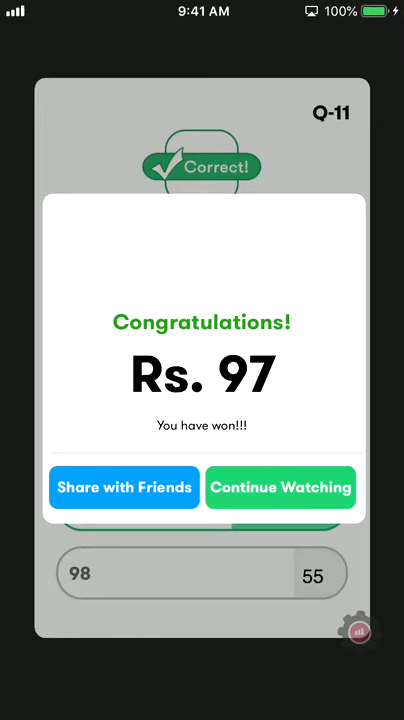 9:41 AM
100%
Q-11
Correct!
Congratulations!
Rs. 97
You have won!!!
Share with Friends
Continue Watching
98
55